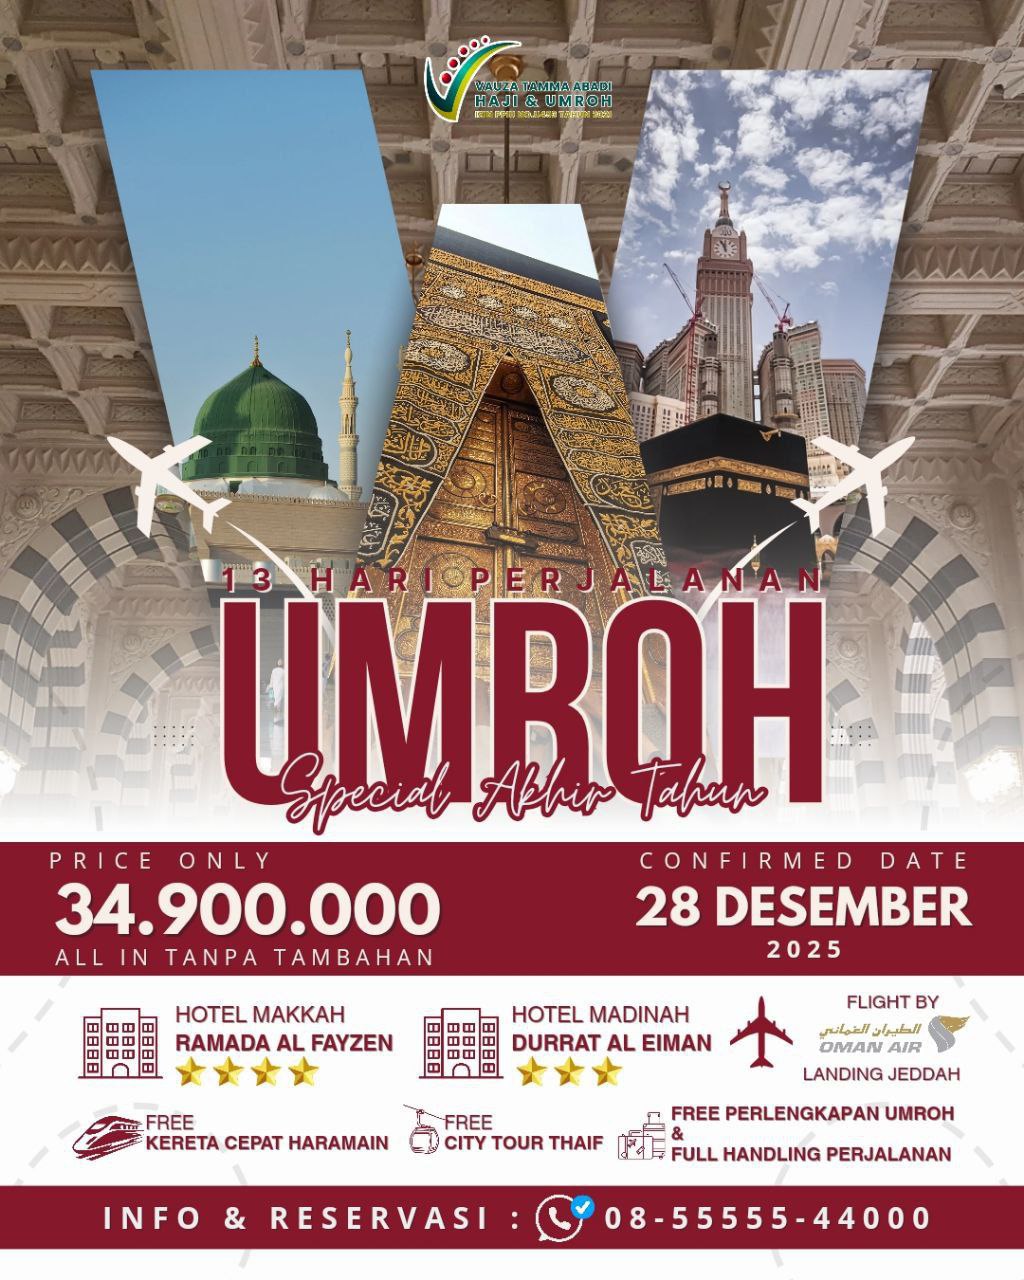 VAUZA TAMMA ABADI
HAJI & UMROH
13 HARI PERJALANAN
UMROH
Special Akhir Tahun
PRICE ONLY
34.900.000
ALL IN TANPA TAMBAHAN
CONFIRMED DATE
28 DESEMBER
2025
HOTEL MAKKAH
RAMADA AL FAYZEN
HOTEL MADINAH
DURRAT AL EIMAN
FLIGHT BY
الطيران العماني
OMAN AIR
LANDING JEDDAH
FREE
KERETA CEPAT HARAMAIN
FREE
CITY TOUR THAIF
FREE PERLENGKAPAN UMROH
&
FULL HANDLING PERJALANAN
INFO & RESERVASI : 08-55555-44000